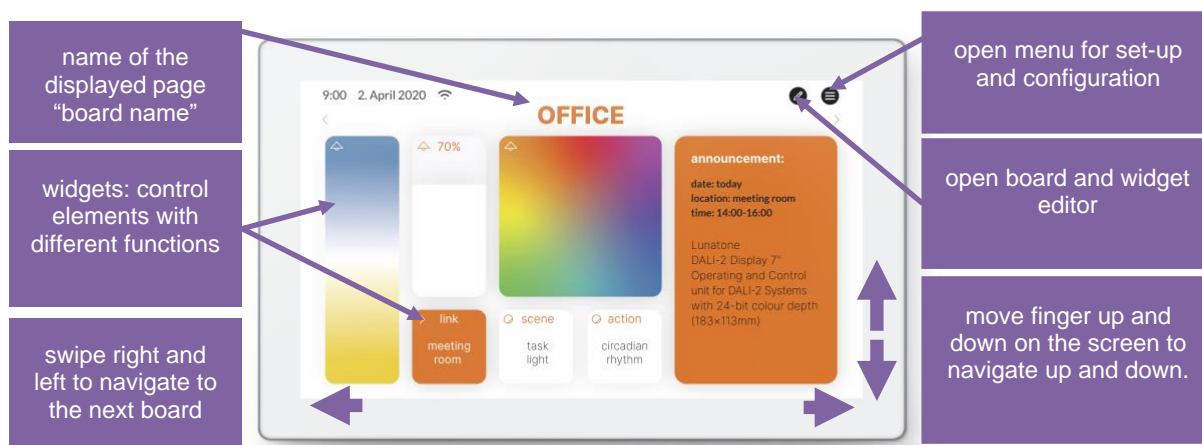 name of the
displayed page
“board name”
widgets: control
elements with
different functions
swipe right and
left to navigate to
the next board
9:00 2. April 2020
OFFICE
70%
announcement:
date: today
location: meeting room
time: 14:00-16:00
Lunatone
DALI-2 Display 7"
Operating and Control
unit for DALI-2 Systems
with 24-bit colour depth
(183×113mm)
link
meeting
room
scene
task
light
action
circadian
rhythm
open menu for set-up
and configuration
open board and widget
editor
move finger up and
down on the screen to
navigate up and down.